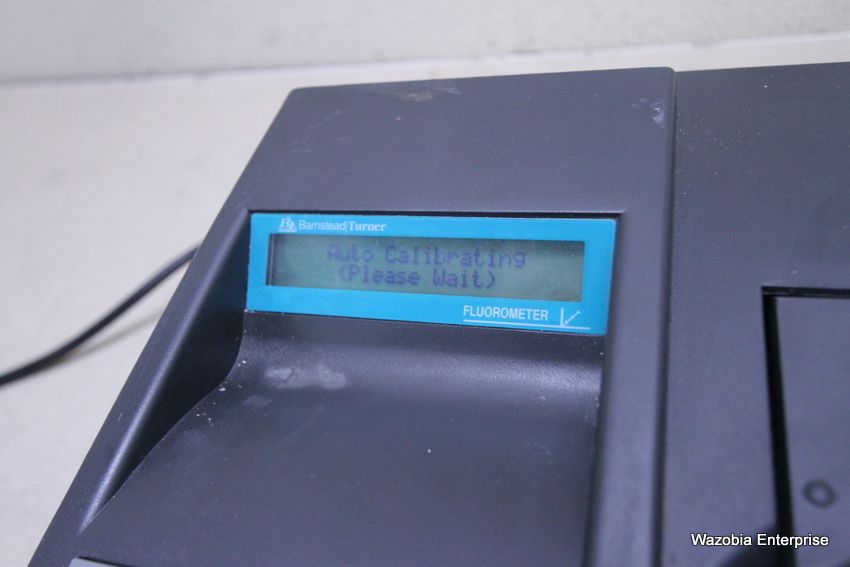 Barnstead|Turner
Auto Calibrating
(Please Wait)
FLUOROMETER
Wazobia Enterprise